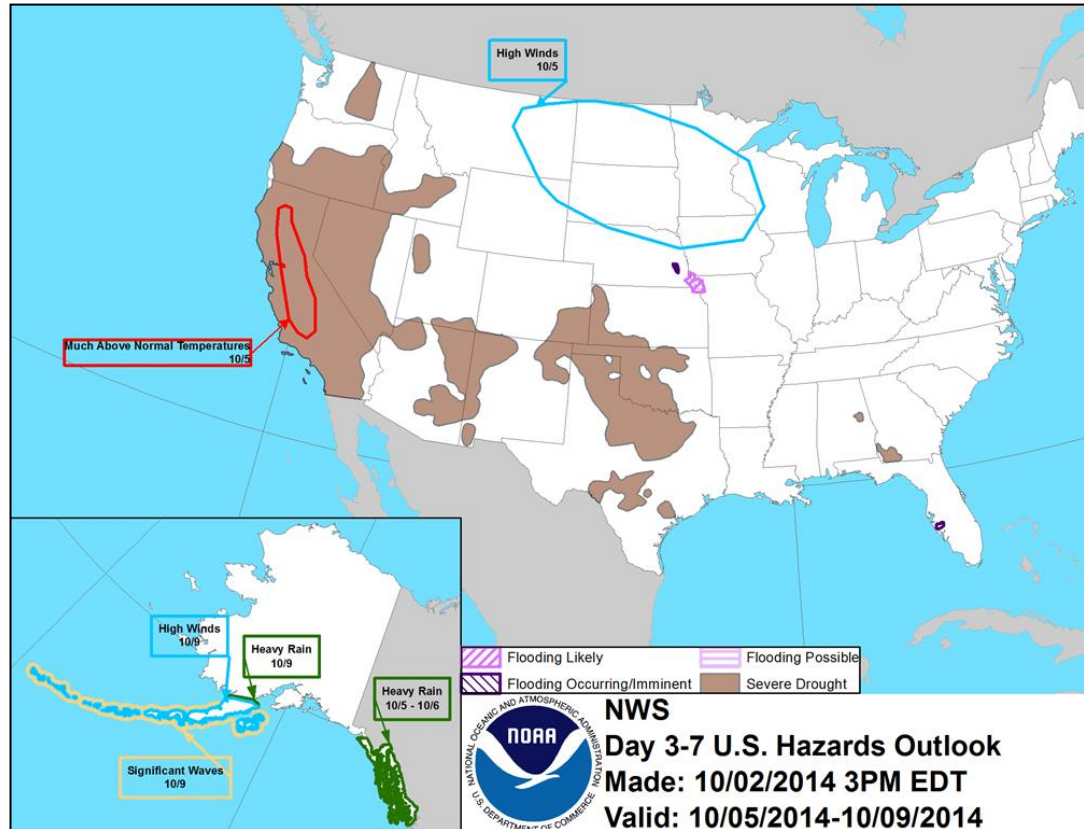 High Winds
10/5
Much Above Normal Temperatures
10/5
High Winds
10/9
Heavy Rain
10/9
Heavy Rain
10/5 - 10/6
Significant Waves
10/9
Flooding Likely
Flooding Possible
Flooding Occurring/Imminent
Severe Drought
NATIONAL OCEANIC AND ATMOSPHERIC ADMINISTRATION
NOAA
U.S. DEPARTMENT OF COMMERCE
NWS
Day 3-7 U.S. Hazards Outlook
Made: 10/02/2014 3PM EDT
Valid: 10/05/2014-10/09/2014